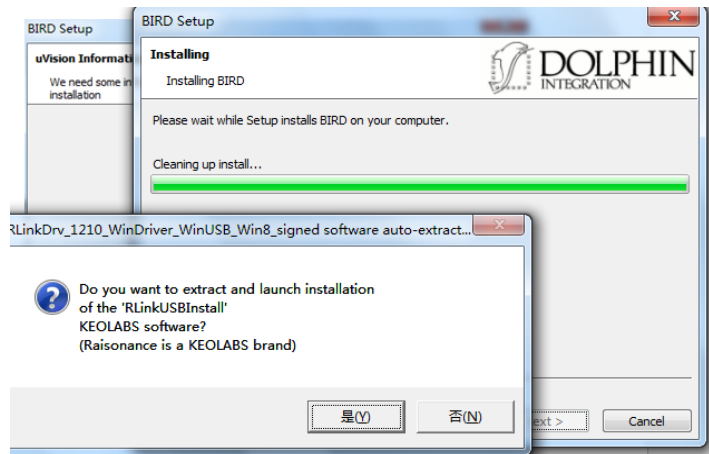 BIRD Setup
uVision Informati
We need some in
installation
BIRD Setup
Installing
Installing BIRD
DOLPHIN
INTEGRATION
Please wait while Setup installs BIRD on your computer.
Cleaning up install...
RLinkDrv_1210_WinDriver_WinUSB_Win8_signed software auto-extract...
Do you want to extract and launch installation
of the 'RLinkUSBInstall'
KEOLABS software?
(Raisonance is a KEOLABS brand)
是(Y)
否(N)
ext >
Cancel